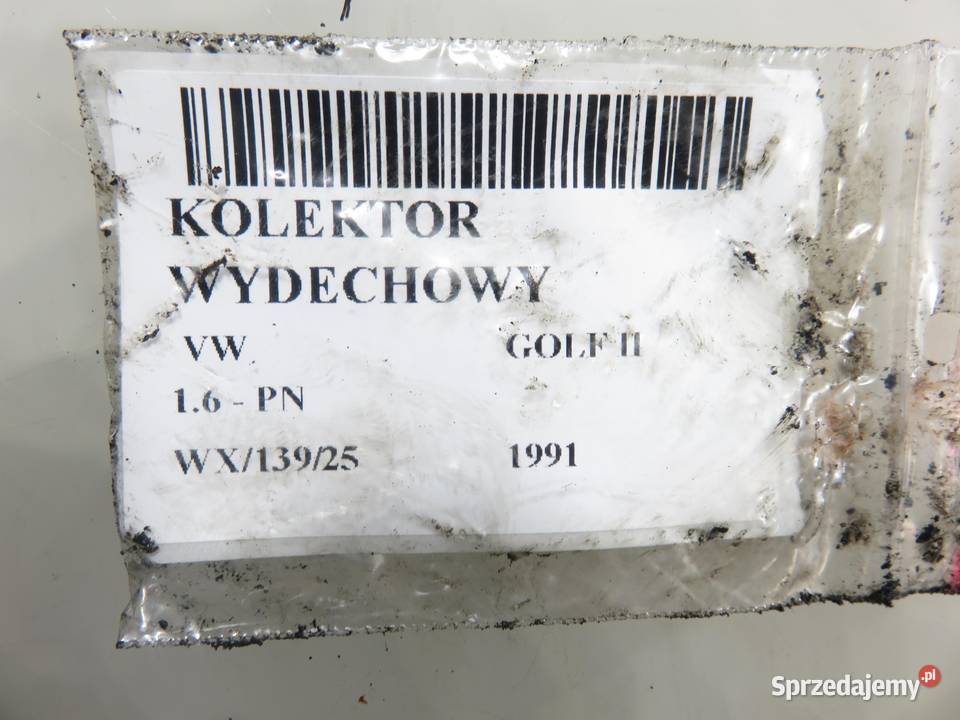 KOLEKTOR
WYDECHOWY
VW GOLF II
1.6 - PN
WX/139/25 1991
Sprzedajemy.pl